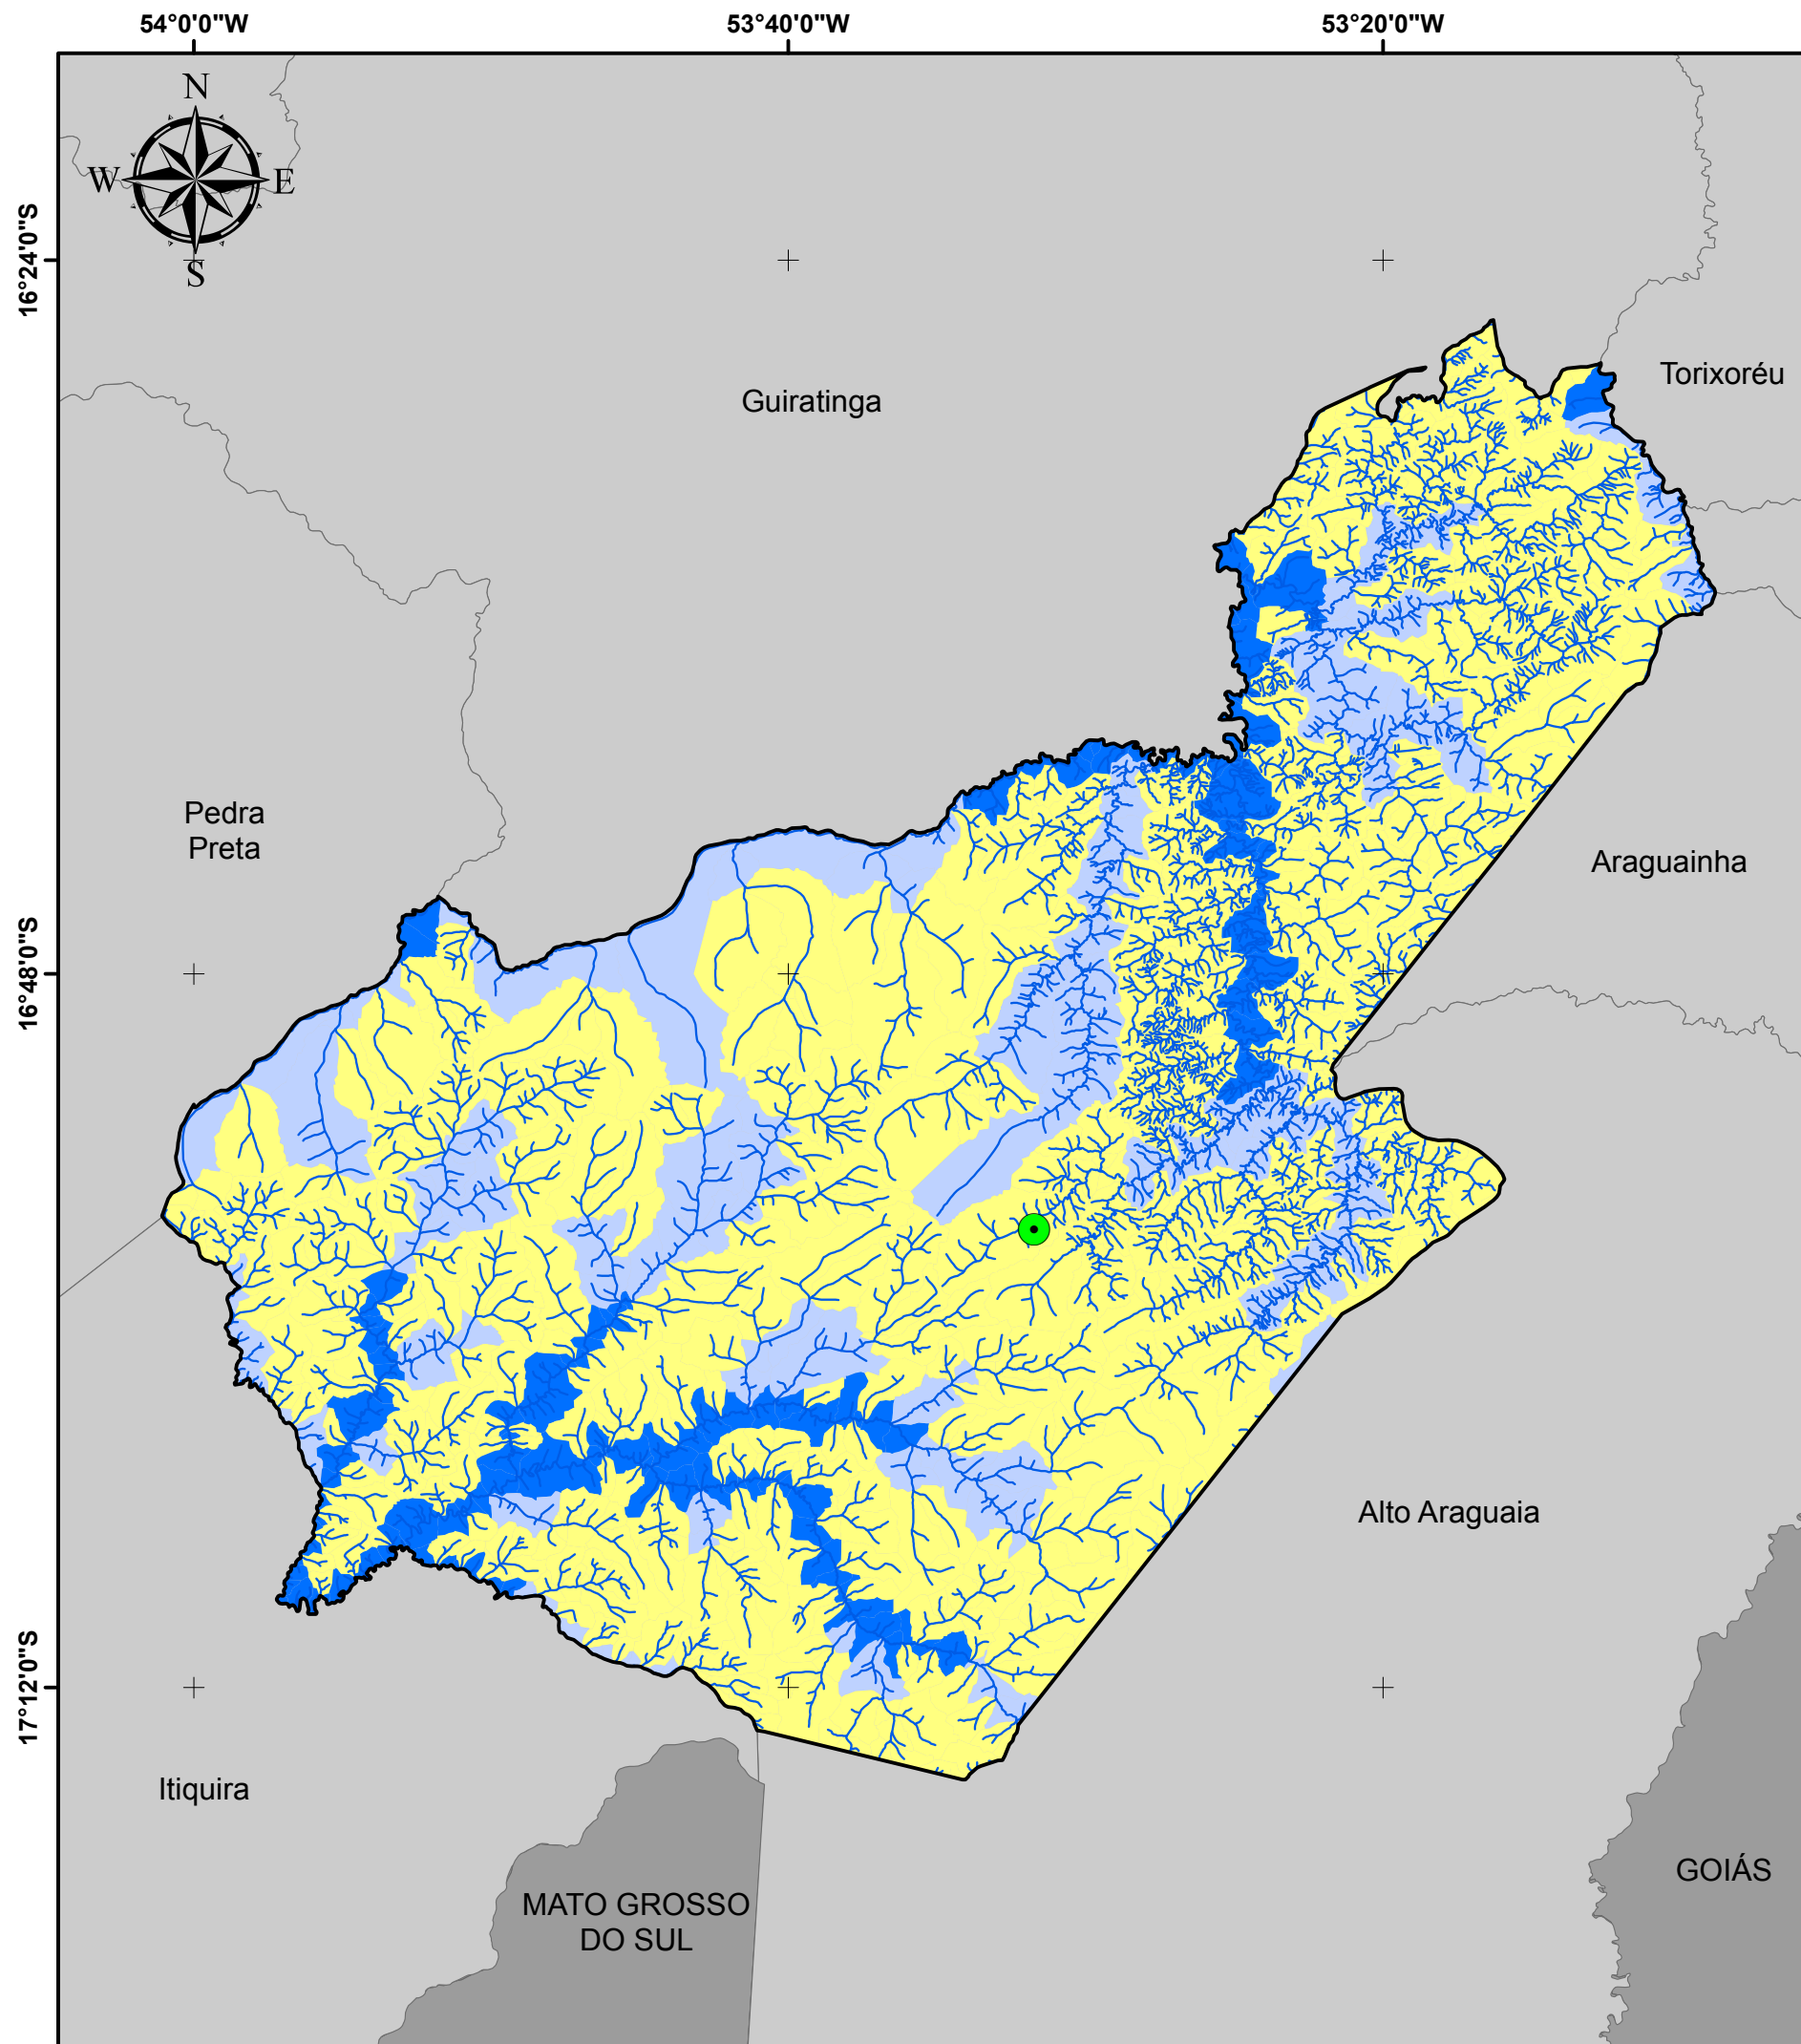 54°0'0"W
53°40'0"W
53°20'0"W
N
W
E
S
16°24'0"S
Torixoréu
Guiratinga
Pedra
Preta
Araguainha
16°48'0"S
Alto Araguaia
17°12'0"S
Itiquira
GOIÁS
MATO GROSSO
DO SUL